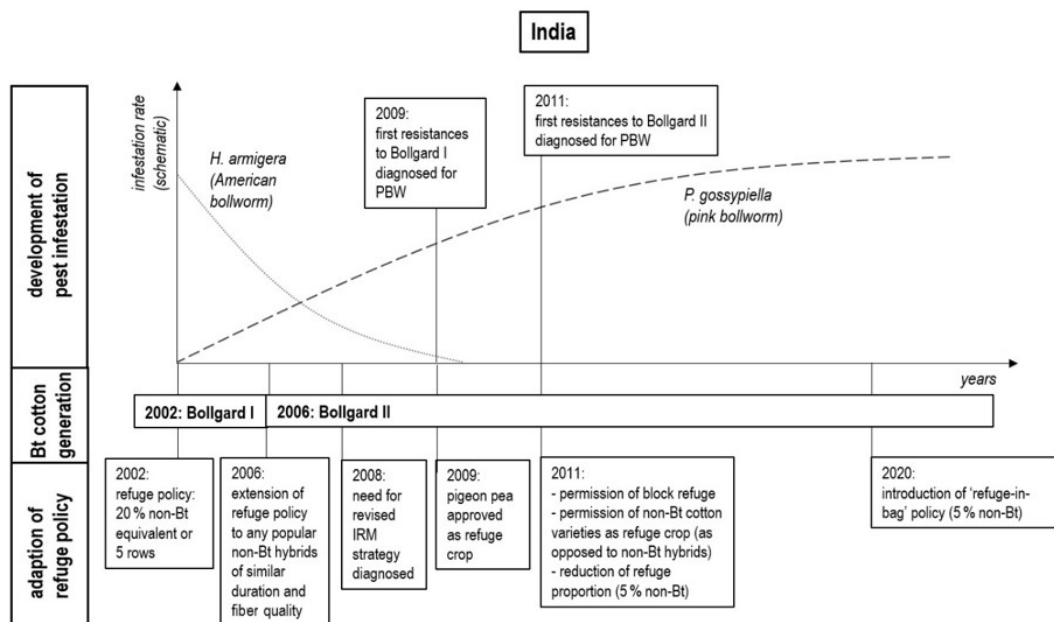 India
development of
pest infestation
infestation rate
(schematic)
H. armigera
(American
bollworm)
2009:
first resistances
to Bollgard I
diagnosed for
PBW
2011:
first resistances to Bollgard II
diagnosed for PBW
P. gossypiella
(pink bollworm)
years
Bt cotton
generation
2002: Bollgard I
2006: Bollgard II
adaption of
refuge policy
2002:
refuge policy:
20 % non-Bt
equivalent or
5 rows
2006:
extension of
refuge policy
to any popular
non-Bt hybrids
of similar
duration and
fiber quality
2008:
need for
revised
IRM
strategy
diagnosed
2009:
pigeon pea
approved
as refuge
crop
2011:
- permission of block refuge
- permission of non-Bt cotton
varieties as refuge crop (as
opposed to non-Bt hybrids)
- reduction of refuge
proportion (5 % non-Bt)
2020:
introduction of ‘refuge-in-
bag’ policy (5 % non-Bt)